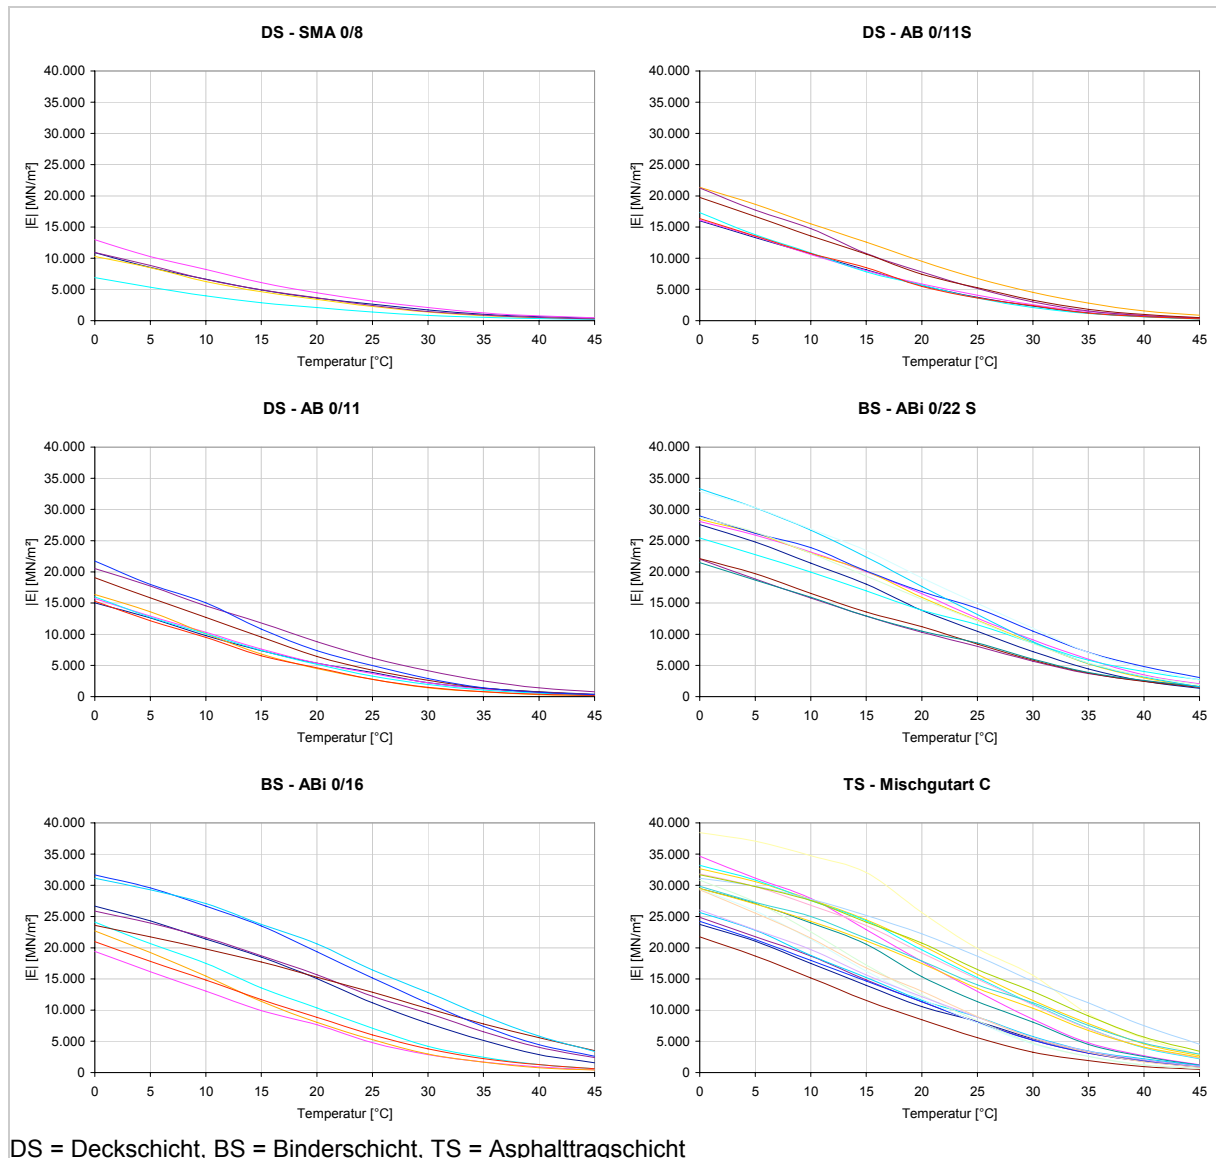 DS - SMA 0/8
40.000
35.000
30.000
25.000
20.000
15.000
10.000
5.000
0
|E| [MN/m²]
0 5 10 15 20 25 30 35 40 45
Temperatur [°C]
DS - AB 0/11S
40.000
35.000
30.000
25.000
20.000
15.000
10.000
5.000
0
|E| [MN/m²]
0 5 10 15 20 25 30 35 40 45
Temperatur [°C]
DS - AB 0/11
40.000
35.000
30.000
25.000
20.000
15.000
10.000
5.000
0
|E| [MN/m²]
0 5 10 15 20 25 30 35 40 45
Temperatur [°C]
BS - ABi 0/22 S
40.000
35.000
30.000
25.000
20.000
15.000
10.000
5.000
0
|E| [MN/m²]
0 5 10 15 20 25 30 35 40 45
Temperatur [°C]
BS - ABi 0/16
40.000
35.000
30.000
25.000
20.000
15.000
10.000
5.000
0
|E| [MN/m²]
0 5 10 15 20 25 30 35 40 45
Temperatur [°C]
TS - Mischgutart C
40.000
35.000
30.000
25.000
20.000
15.000
10.000
5.000
0
|E| [MN/m²]
0 5 10 15 20 25 30 35 40 45
Temperatur [°C]
DS = Deckschicht, BS = Binderschicht, TS = Asphalttragschicht